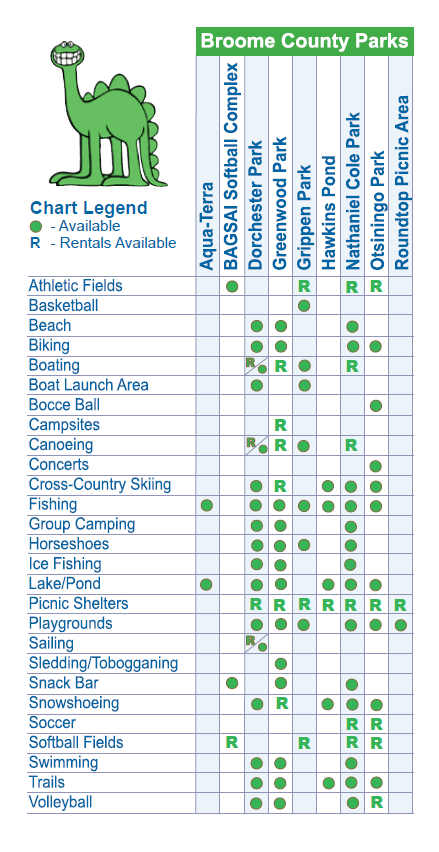 Broome County Parks
Aqua-Terra
BAGSAI Softball Complex
Dorchester Park
Greenwood Park
Grippen Park
Hawkins Pond
Nathaniel Cole Park
Otsiningo Park
Roundtop Picnic Area
Chart Legend
- Available
R - Rentals Available
Athletic Fields R R R
Basketball
Beach
Biking
Boating R R R
Boat Launch Area
Bocce Ball
Campsites R
Canoeing R R R
Concerts
Cross-Country Skiing R
Fishing
Group Camping
Horseshoes
Ice Fishing
Lake/Pond
Picnic Shelters R R R R R R R
Playgrounds
Sailing R
Sledding/Tobogganing
Snack Bar
Snowshoeing R
Soccer R R
Softball Fields R R R R
Swimming
Trails
Volleyball R